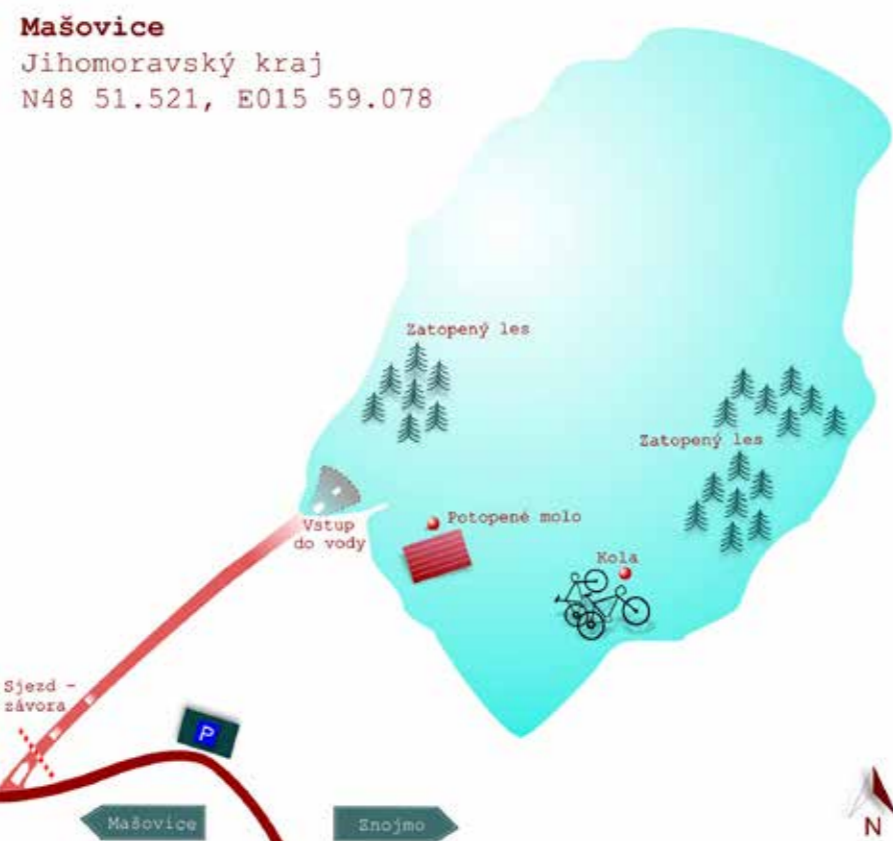 Mašovice
Jihomoravský kraj
N48 51.521, E015 59.078
Zatopený les
Zatopený les
Vstup
do vody
Potopené molo
Kola
Sjezd -
závora
P
Mašovice
Znojmo
N